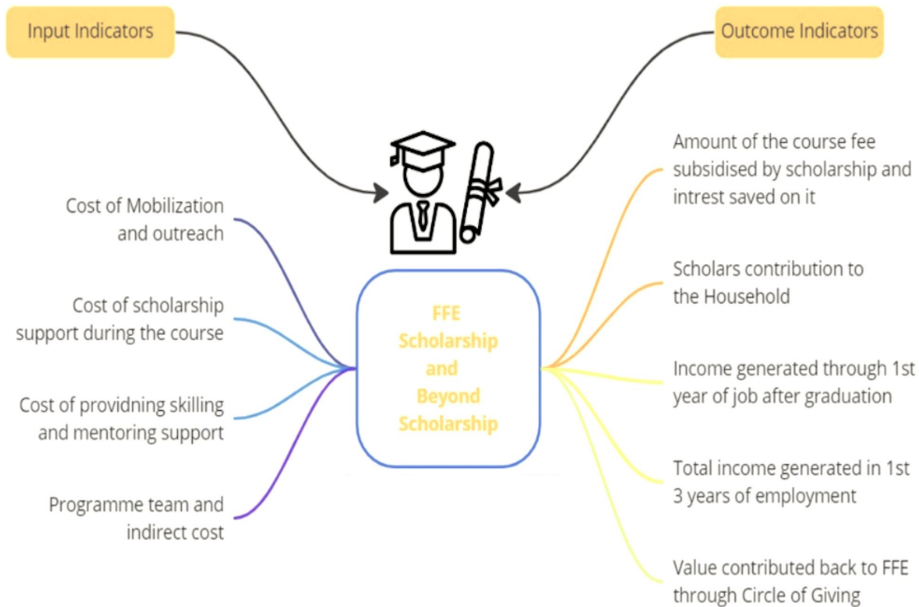 Input Indicators
Outcome Indicators
Cost of Mobilization
and outreach
Cost of scholarship
support during the course
Cost of providning skilling
and mentoring support
Programme team and
indirect cost
FFE
Scholarship
and
Beyond
Scholarship
Amount of the course fee
subsidised by scholarship and
intrest saved on it
Scholars contribution to
the Household
Income generated through 1st
year of job after graduation
Total income generated in 1st
3 years of employment
Value contributed back to FFE
through Circle of Giving